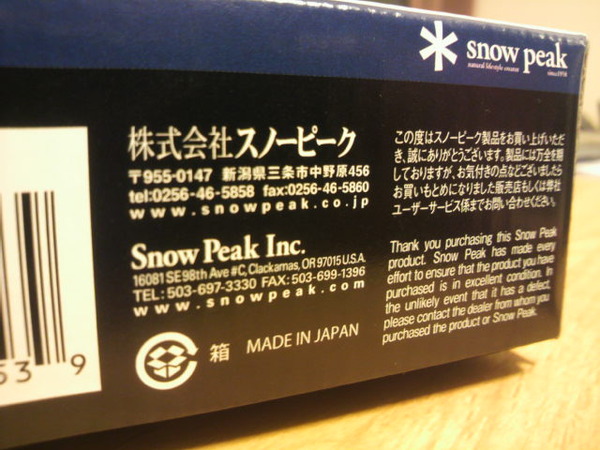 snow peak
natural lifestyle creator
since 1958
株式会社スノーピーク
〒955-0147 新潟県三条市中野原456
tel:0256-46-5858 fax:0256-46-5860
www.snowpeak.co.jp
Snow Peak Inc.
16081 SE 98th Ave #C, Clackamas, OR 97015 U.S.A.
TEL: 503-697-3330 FAX: 503-699-1396
www.snowpeak.com
箱 MADE IN JAPAN
53 9
この度はスノーピーク製品をお買い上げいただ
き、誠にありがとうございます。製品には万全を期
しておりますが、お気付きの点などございましたら
お買いもとめになりました販売店もしくは弊社
ユーザーサービス係までお問い合わせください。
Thank you purchasing this Snow Peak
product. Snow Peak has made every
effort to ensure that the product you have
purchased is in excellent condition. In
the unlikely event that it has a defect,
please contact the dealer from whom you
purchased the product or Snow Peak.